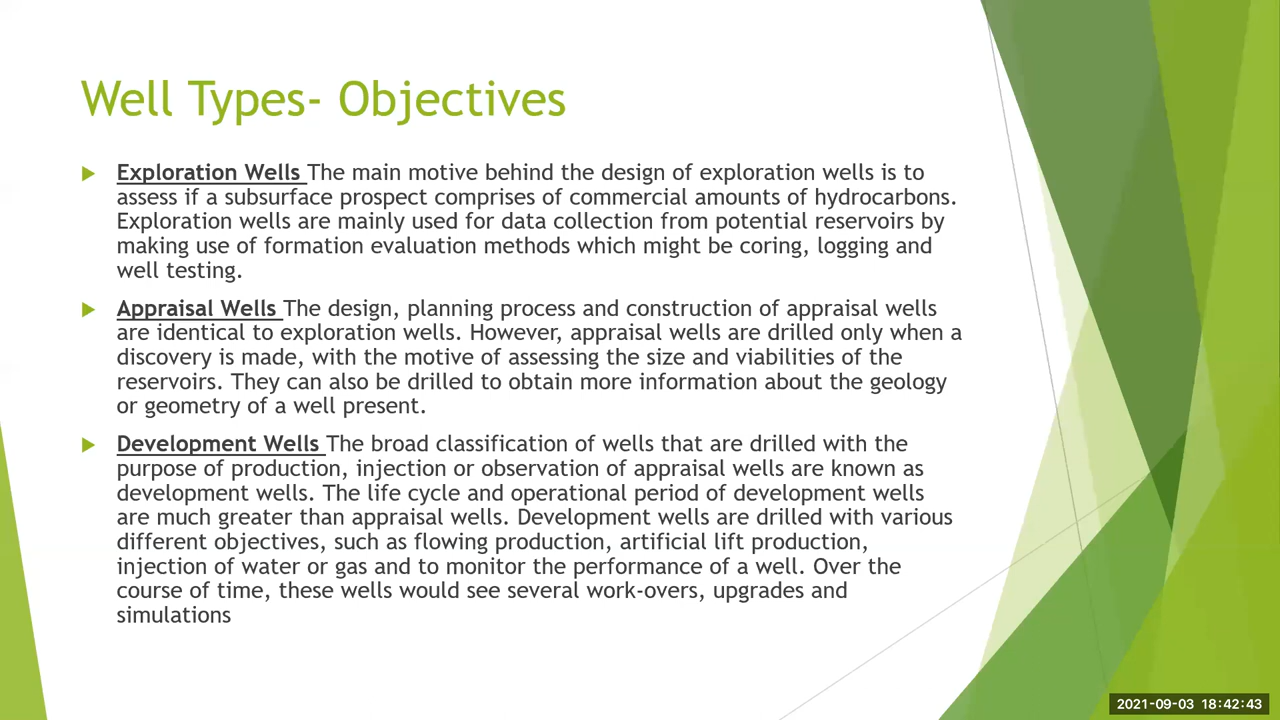 Well Types- Objectives
Exploration Wells The main motive behind the design of exploration wells is to
assess if a subsurface prospect comprises of commercial amounts of hydrocarbons.
Exploration wells are mainly used for data collection from potential reservoirs by
making use of formation evaluation methods which might be coring, logging and
well testing.
Appraisal Wells The design, planning process and construction of appraisal wells
are identical to exploration wells. However, appraisal wells are drilled only when a
discovery is made, with the motive of assessing the size and viabilities of the
reservoirs. They can also be drilled to obtain more information about the geology
or geometry of a well present.
Development Wells The broad classification of wells that are drilled with the
purpose of production, injection or observation of appraisal wells are known as
development wells. The life cycle and operational period of development wells
are much greater than appraisal wells. Development wells are drilled with various
different objectives, such as flowing production, artificial lift production,
injection of water or gas and to monitor the performance of a well. Over the
course of time, these wells would see several work-overs, upgrades and
simulations
2021-09-03 18:42:43